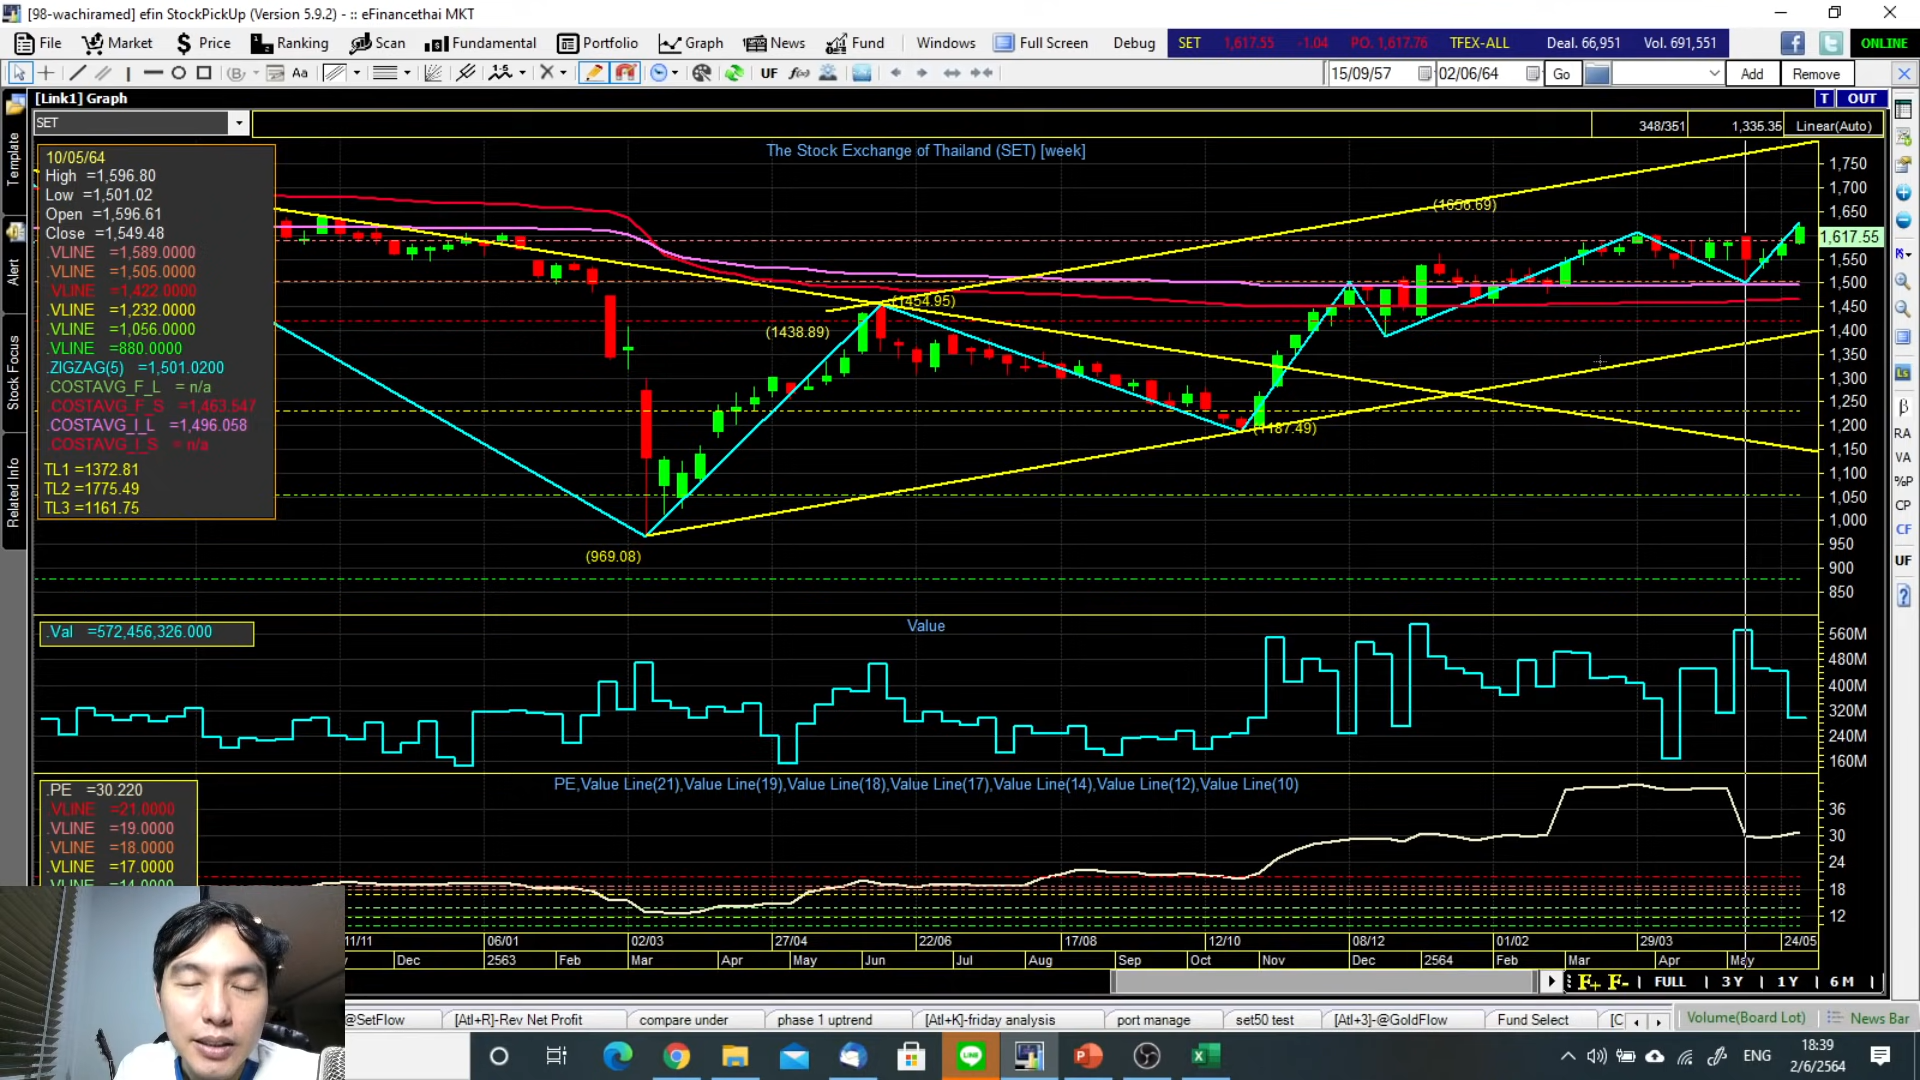 [98-wachiramed] efin StockPickUp (Version 5.9.2) - :: eFinancethai MKT
File Market Price Ranking Scan Fundamental Portfolio Graph News Fund Windows Full Screen Debug SET 1,617.55 -1.04 PO. 1,617.76 TFEX-ALL Deal. 66,951 Vol. 691,551 ONLINE
Aa UF f(x) 15/09/57 02/06/64 Go Add Remove
[Link1] Graph T OUT
SET 348/351 1,335.35 Linear(Auto)
Template
Alert
Stock Focus
Related Info
The Stock Exchange of Thailand (SET) [week]
10/05/64
High =1,596.80
Low =1,501.02
Open =1,596.61
Close =1,549.48
.VLINE =1,589.0000
.VLINE =1,505.0000
.VLINE =1,422.0000
.VLINE =1,232.0000
.VLINE =1,056.0000
.VLINE =880.0000
.ZIGZAG(5) =1,501.0200
.COSTAVG_F_L = n/a
.COSTAVG_F_S =1,463.547
.COSTAVG_I_L =1,496.058
.COSTAVG_I_S = n/a
TL1 =1372.81
TL2 =1775.49
TL3 =1161.75
(1656.69)
(1454.95)
(1438.89)
(1187.49)
(969.08)
1,750
1,700
1,650
1,617.55
1,550
1,500
1,450
1,400
1,350
1,300
1,250
1,200
1,150
1,100
1,050
1,000
950
900
850
Ls
β
RA
VA
%P
CP
CF
UF
.Val =572,456,326.000
Value
560M
480M
400M
320M
240M
160M
PE,Value Line(21),Value Line(19),Value Line(18),Value Line(17),Value Line(14),Value Line(12),Value Line(10)
.PE =30.220
.VLINE =21.0000
.VLINE =19.0000
.VLINE =18.0000
.VLINE =17.0000
.VLINE =14.0000
36
30
24
18
12
11/11 06/01 02/03 27/04 22/06 17/08 12/10 08/12 01/02 29/03 24/05
Dec 2563 Feb Mar Apr May Jun Jul Aug Sep Oct Nov Dec 2564 Feb Mar Apr May
F+ F- FULL 3 Y 1 Y 6 M
@SetFlow [Atl+R]-Rev Net Profit compare under phase 1 uptrend [Atl+K]-friday analysis port manage set50 test [Atl+3]-@GoldFlow Fund Select [C Volume(Board Lot) News Bar
ENG
18:39
2/6/2564